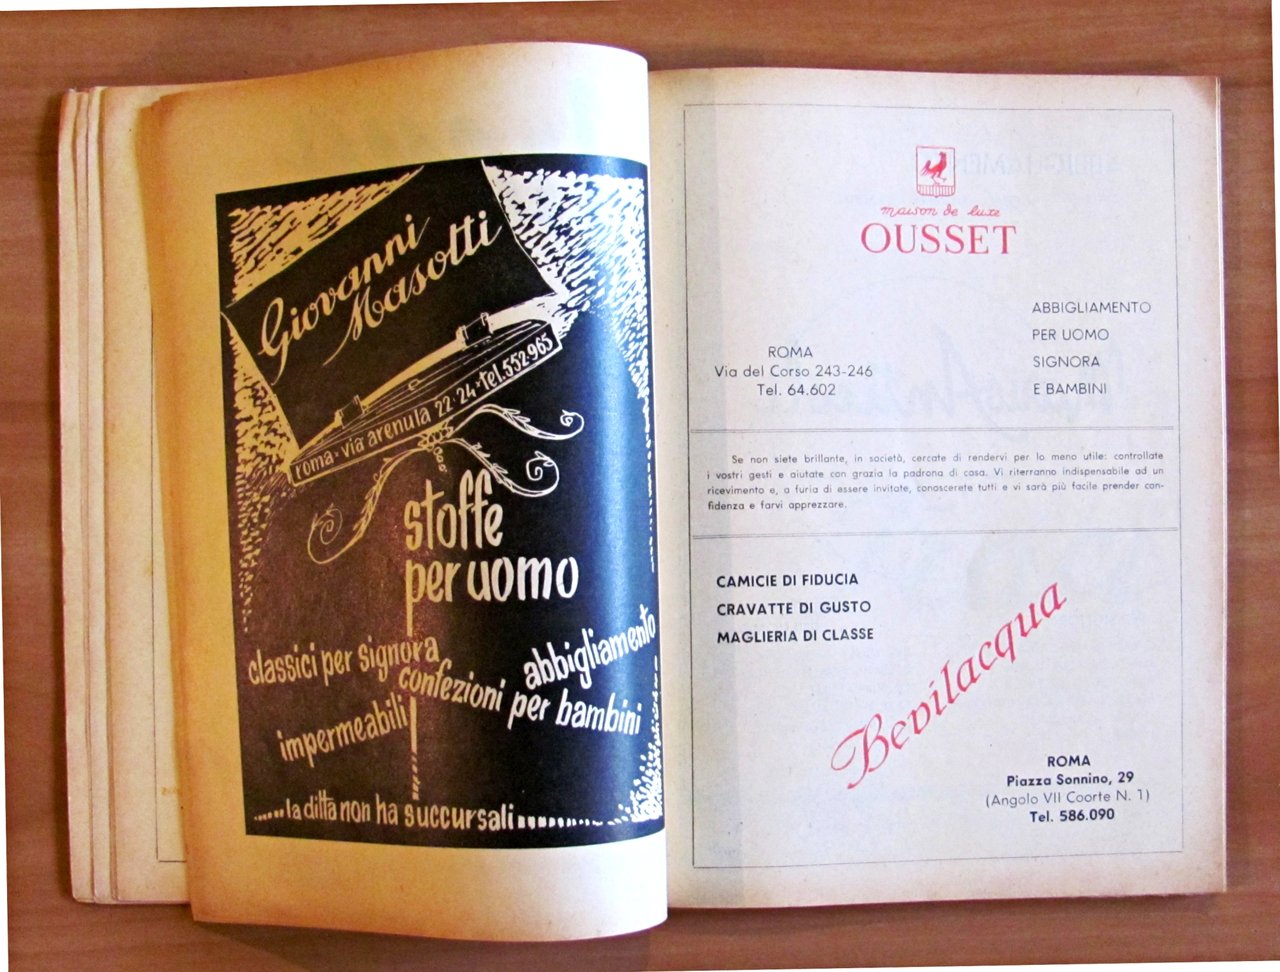 Giovanni
Masotti
roma - via arenula 22-24 - tel. 552-965
stoffe
per uomo
classici per signora
abbigliamento
confezioni per bambini
impermeabili
la ditta non ha succursali
maison de luxe
OUSSET
ABBIGLIAMENTO
PER UOMO
SIGNORA
E BAMBINI
ROMA
Via del Corso 243-246
Tel. 64.602
Se non siete brillante, in società, cercate di rendervi per lo meno utile: controllate
i vostri gesti e aiutate con grazia la padrona di casa. Vi riterranno indispensabile ad un
ricevimento e, a furia di essere invitate, conoscerete tutti e vi sarà più facile prender con-
fidenza e farvi apprezzare.
CAMICIE DI FIDUCIA
CRAVATTE DI GUSTO
MAGLIERIA DI CLASSE
Bevilacqua
ROMA
Piazza Sonnino, 29
(Angolo VII Coorte N. 1)
Tel. 586.090